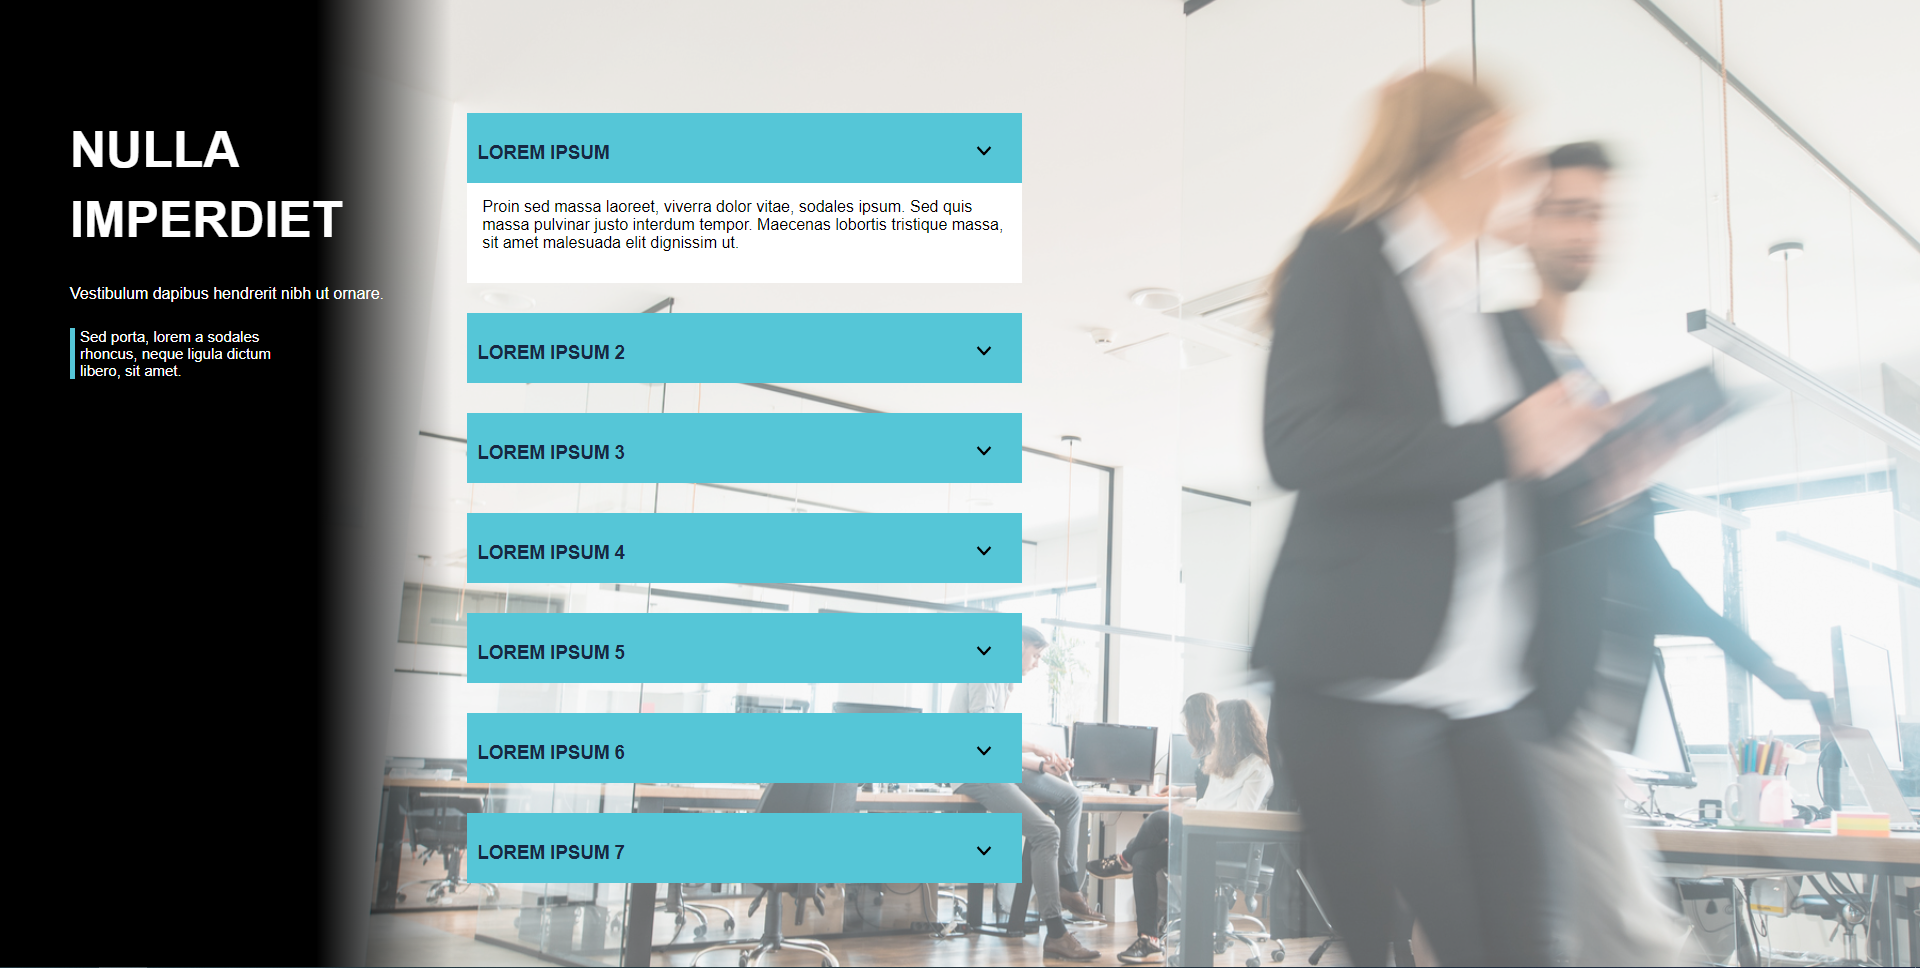 NULLA
IMPERDIET
Vestibulum dapibus hendrerit nibh ut ornare.
Sed porta, lorem a sodales
rhoncus, neque ligula dictum
libero, sit amet.
LOREM IPSUM
Proin sed massa laoreet, viverra dolor vitae, sodales ipsum. Sed quis
massa pulvinar justo interdum tempor. Maecenas lobortis tristique massa,
sit amet malesuada elit dignissim ut.
LOREM IPSUM 2
LOREM IPSUM 3
LOREM IPSUM 4
LOREM IPSUM 5
LOREM IPSUM 6
LOREM IPSUM 7